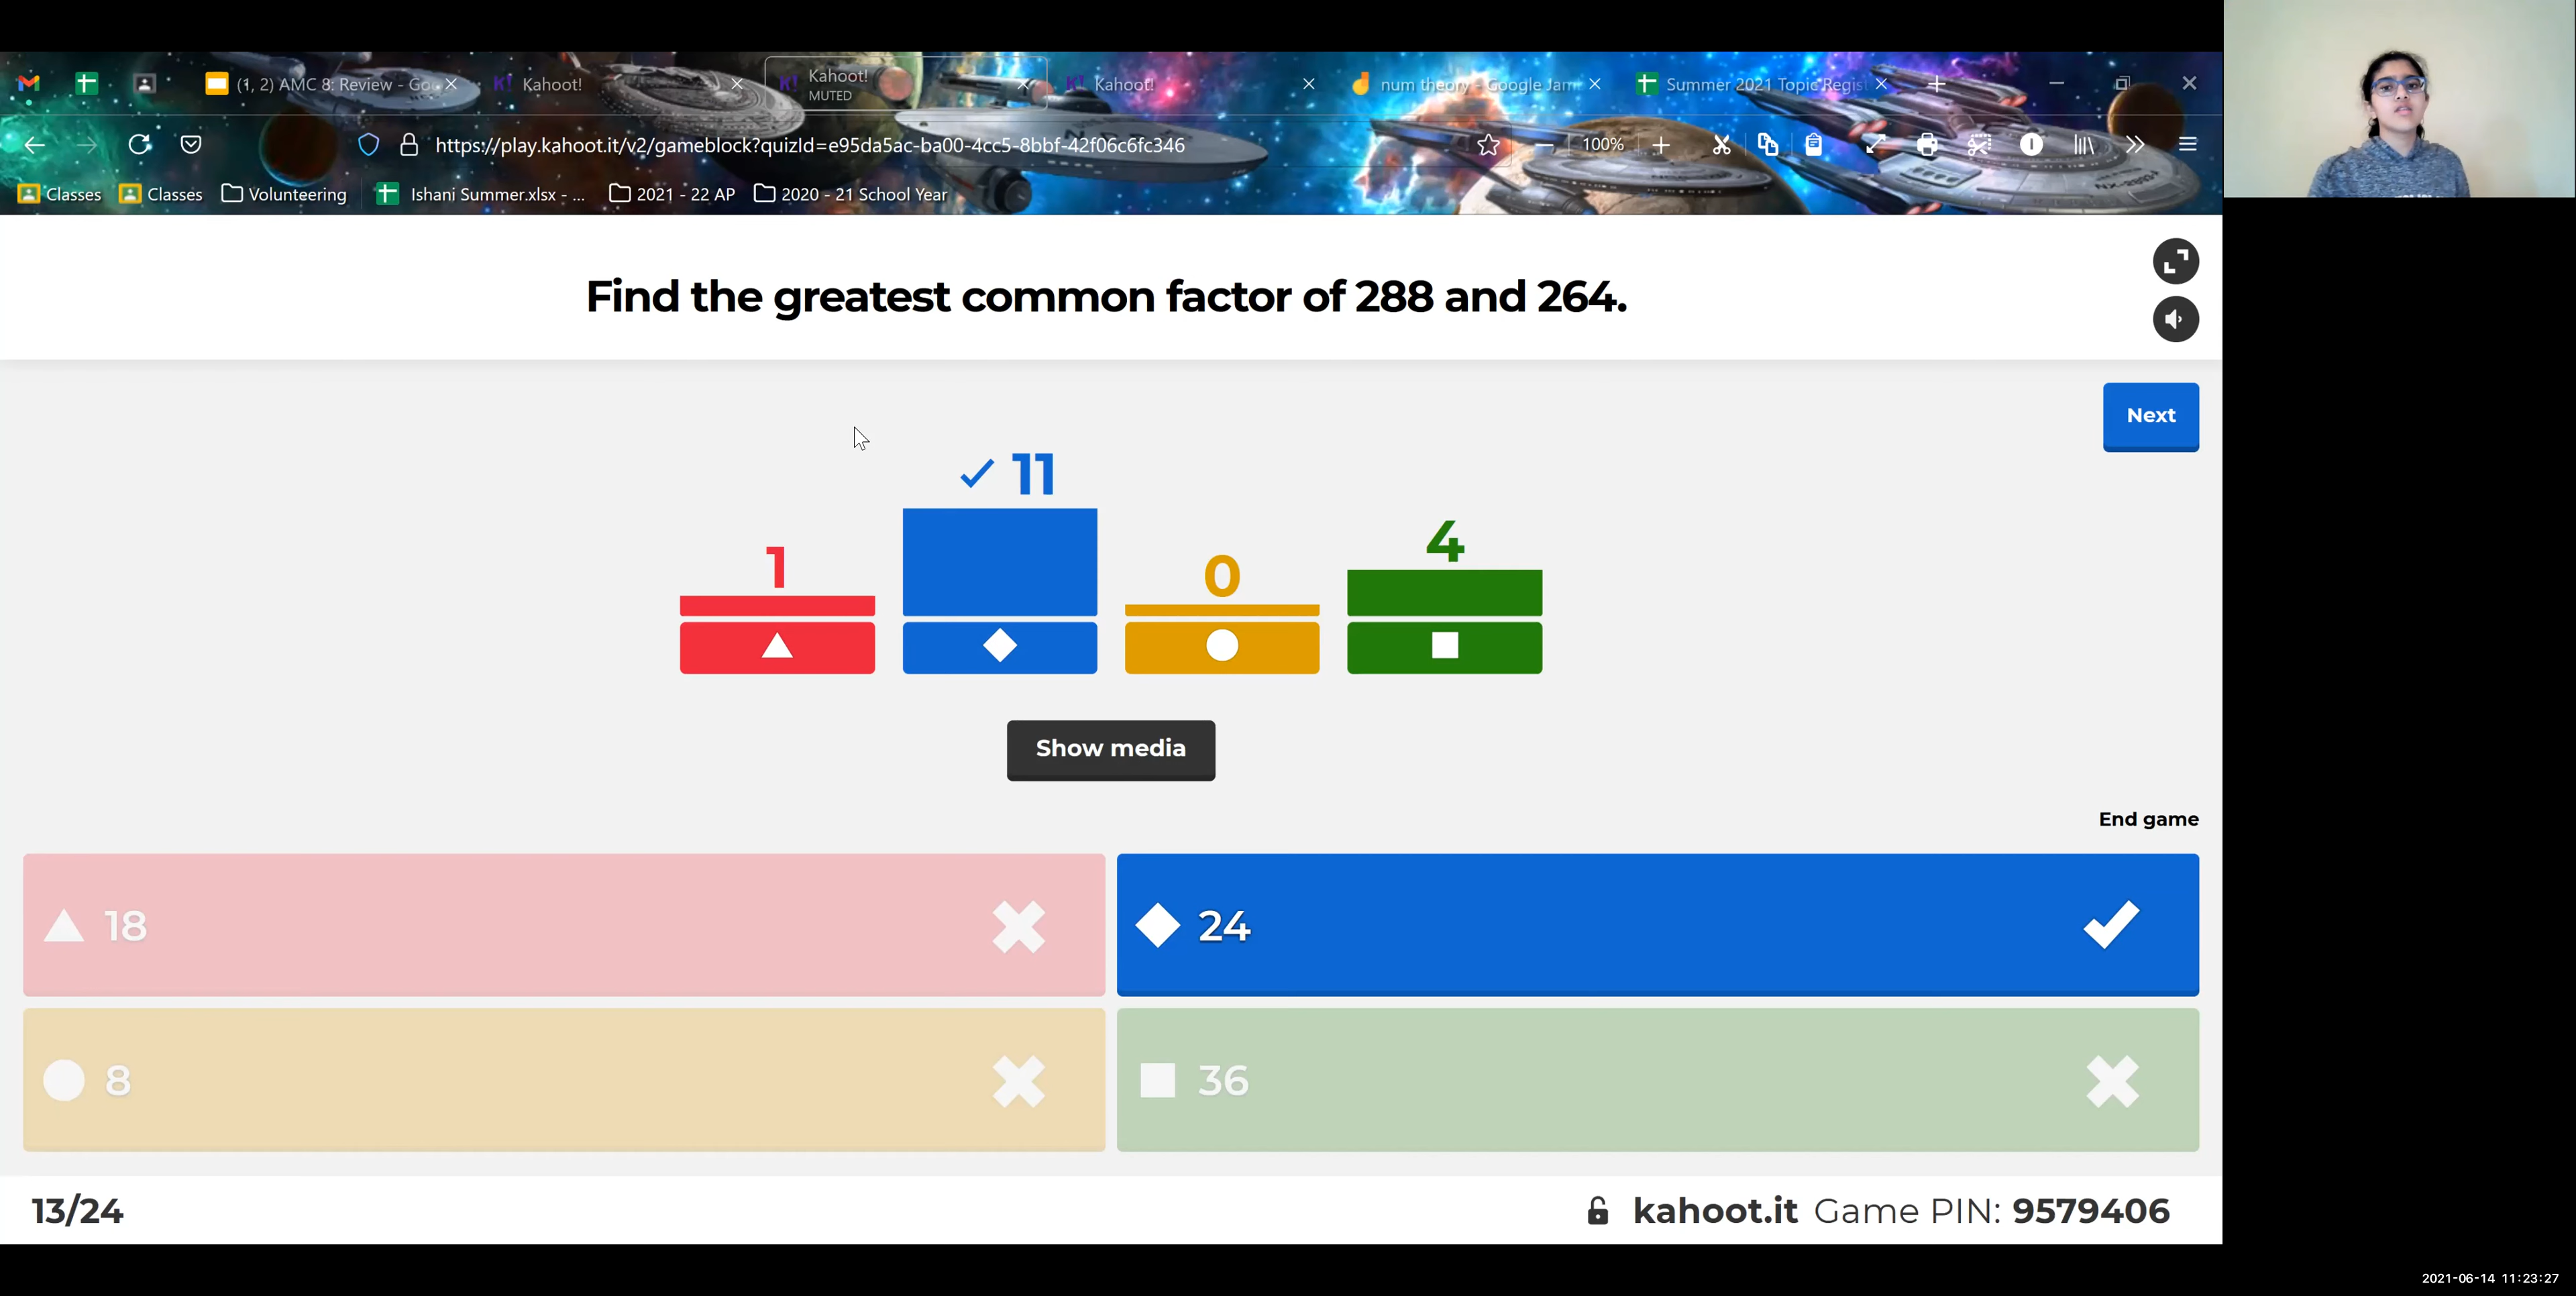 (1, 2) AMC 8: Review - Goo
Kahoot!
Kahoot!
MUTED
Kahoot!
num theory - Google Jam
Summer 2021 Topic Regist
https://play.kahoot.it/v2/gameblock?quizId=e95da5ac-ba00-4cc5-8bbf-42f06c6fc346
100%
Classes
Classes
Volunteering
Ishani Summer.xlsx - ...
2021 - 22 AP
2020 - 21 School Year
Find the greatest common factor of 288 and 264.
Next
1
11
0
4
Show media
End game
18
24
8
36
13/24
kahoot.it Game PIN: 9579406
2021-06-14 11:23:27